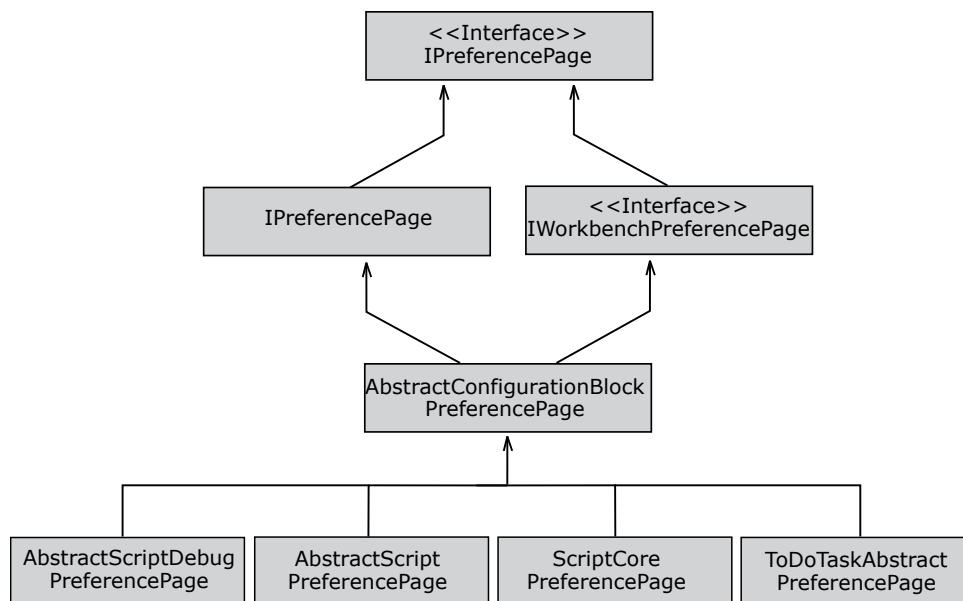 <<Interface>>
IPreferencePage
IPreferencePage
<<Interface>>
IWorkbenchPreferencePage
AbstractConfigurationBlock
PreferencePage
AbstractScriptDebug
PreferencePage
AbstractScript
PreferencePage
ScriptCore
PreferencePage
ToDoTaskAbstract
PreferencePage